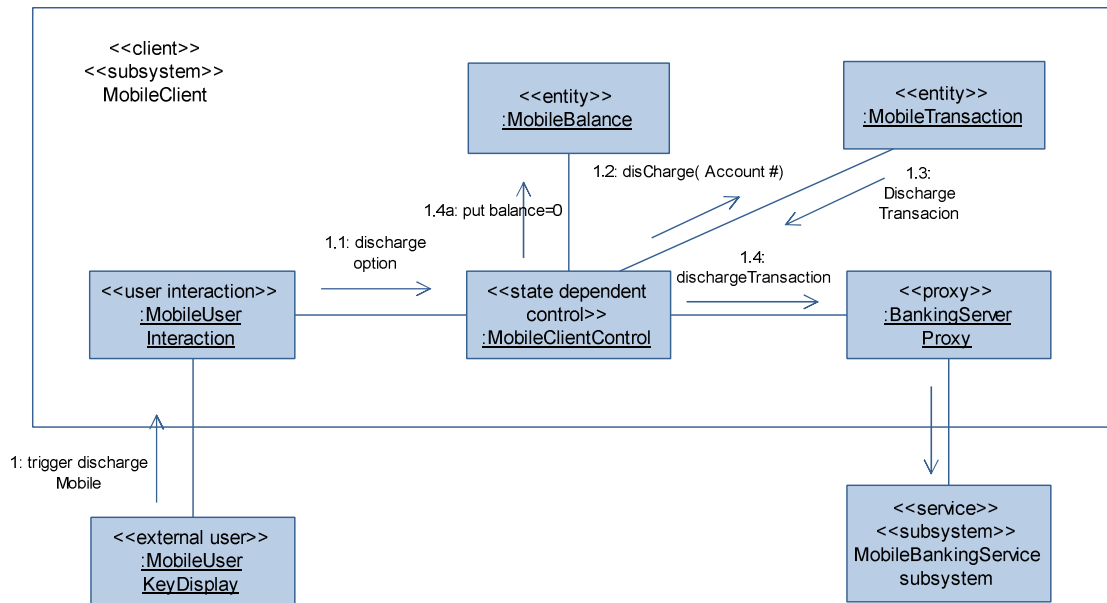 <<client>>
<<subsystem>>
MobileClient
<<entity>>
:MobileBalance
<<entity>>
:MobileTransaction
1.2: disCharge( Account #)
1.3:
Discharge
Transacion
1.4a: put balance=0
1.1: discharge
option
1.4:
dischargeTransaction
<<user interaction>>
:MobileUser
Interaction
<<state dependent
control>>
:MobileClientControl
<<proxy>>
:BankingServer
Proxy
1: trigger discharge
Mobile
<<external user>>
:MobileUser
KeyDisplay
<<service>>
<<subsystem>>
MobileBankingService
subsystem